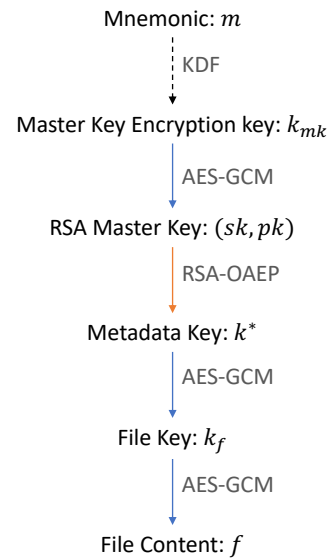 Mnemonic: m
KDF
Master Key Encryption key: kₘₖ
AES-GCM
RSA Master Key: (sk, pk)
RSA-OAEP
Metadata Key: k*
AES-GCM
File Key: k_f
AES-GCM
File Content: f